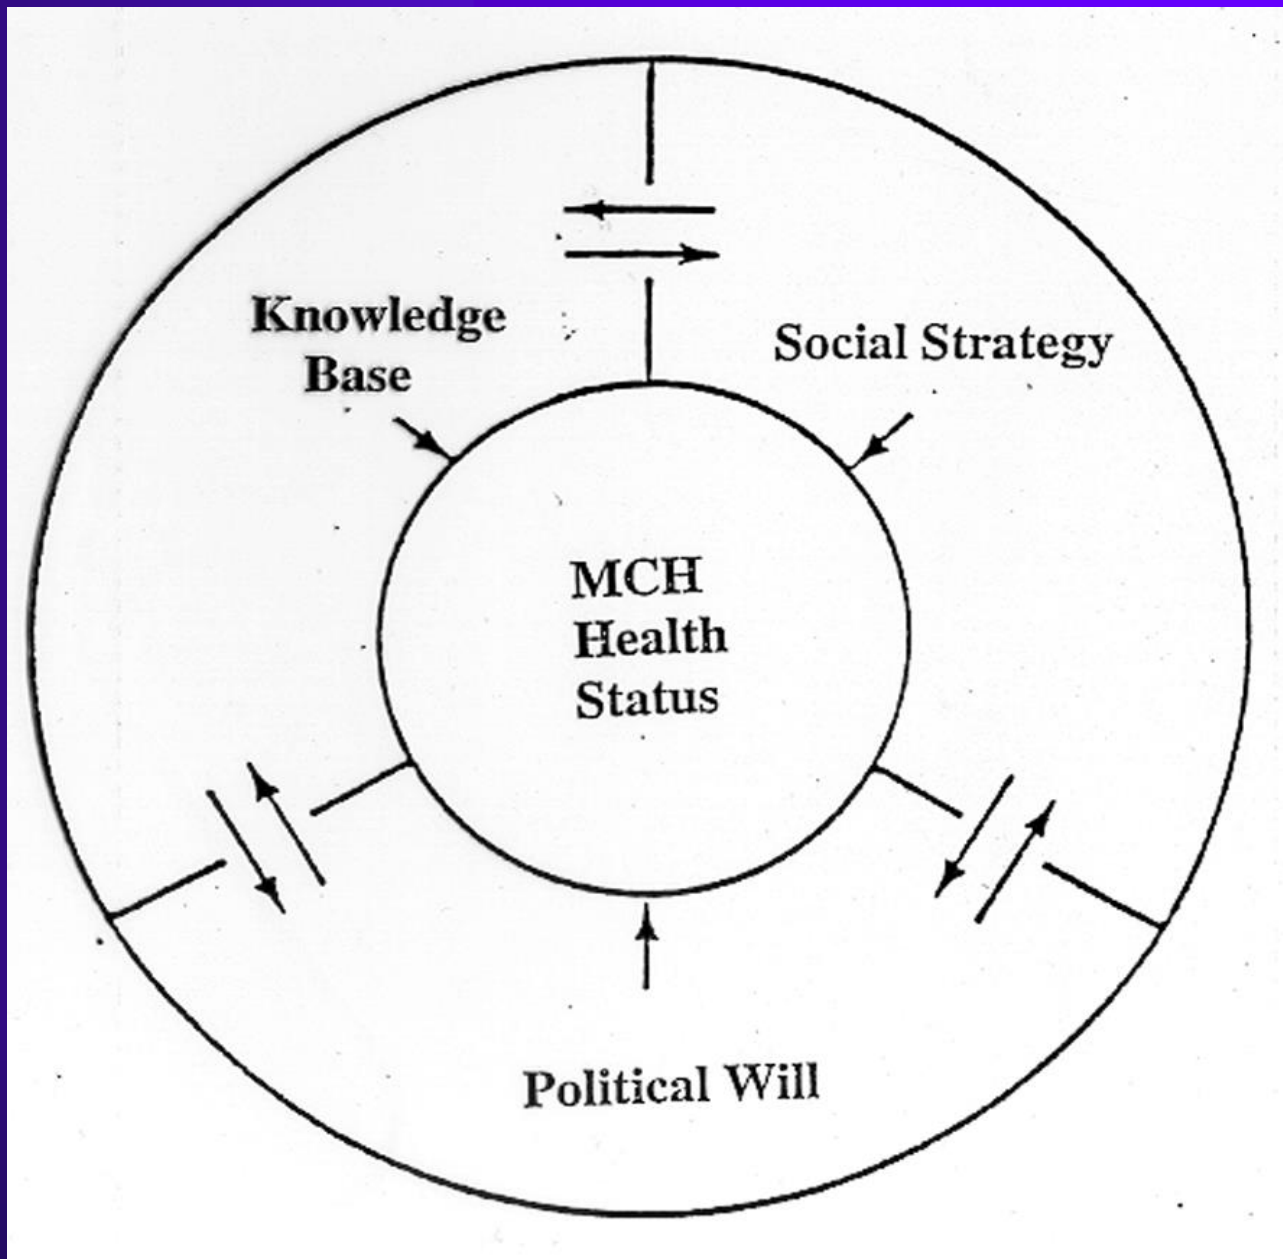 Knowledge
Base
Social Strategy
MCH
Health
Status
Political Will